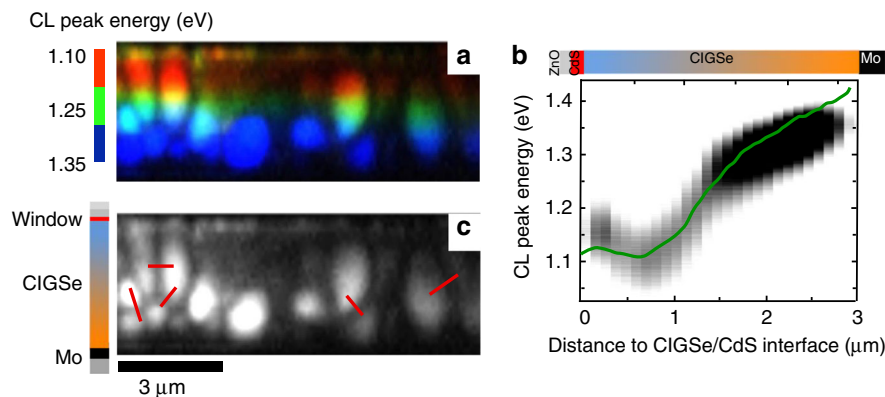 CL peak energy (eV)
1.10
1.25
1.35
a
Window
CIGSe
Mo
c
3 μm
b
ZnO
CdS
CIGSe
Mo
CL peak energy (eV)
1.4
1.3
1.2
1.1
0
1
2
3
Distance to CIGSe/CdS interface (μm)